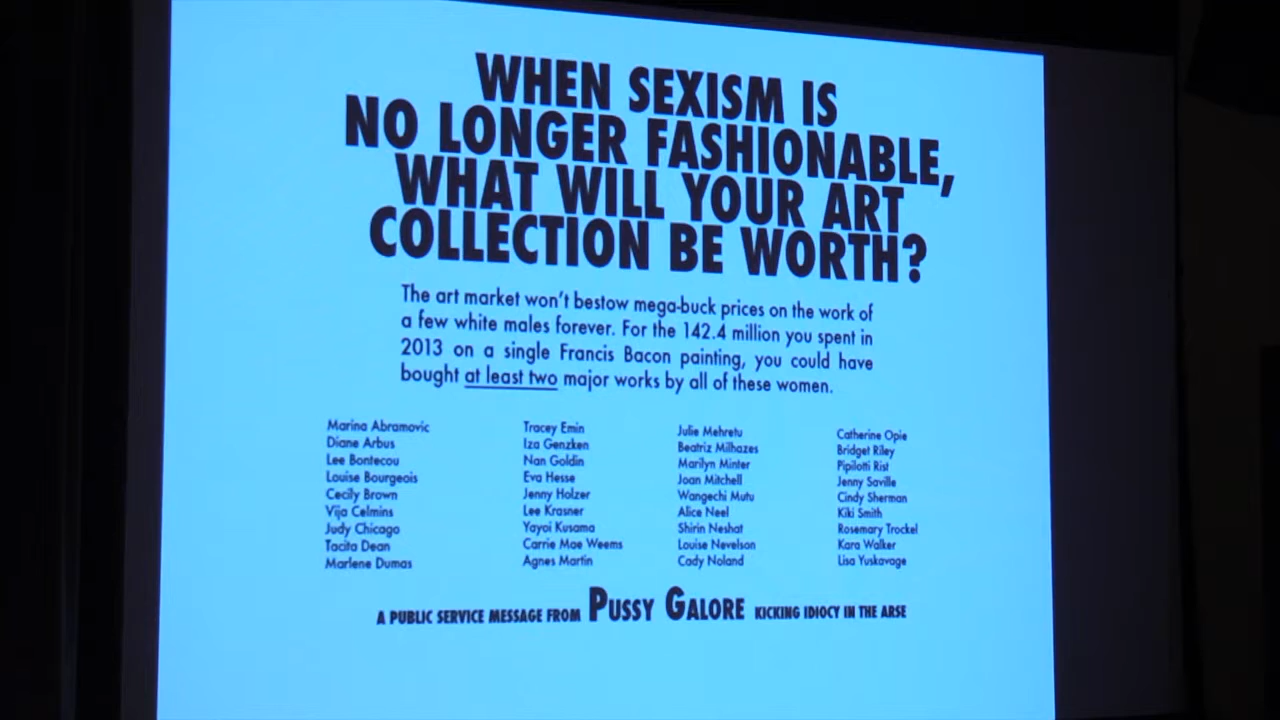 WHEN SEXISM IS
NO LONGER FASHIONABLE,
WHAT WILL YOUR ART
COLLECTION BE WORTH?
The art market won't bestow mega-buck prices on the work of
a few white males forever. For the 142.4 million you spent in
2013 on a single Francis Bacon painting, you could have
bought at least two major works by all of these women.
Marina Abramovic
Diane Arbus
Lee Bontecou
Louise Bourgeois
Cecily Brown
Vija Celmins
Judy Chicago
Tacita Dean
Marlene Dumas
Tracey Emin
Iza Genzken
Nan Goldin
Eva Hesse
Jenny Holzer
Lee Krasner
Yayoi Kusama
Carrie Mae Weems
Agnes Martin
Julie Mehretu
Beatriz Milhazes
Marilyn Minter
Joan Mitchell
Wangechi Mutu
Alice Neel
Shirin Neshat
Louise Nevelson
Cady Noland
Catherine Opie
Bridget Riley
Pipilotti Rist
Jenny Saville
Cindy Sherman
Kiki Smith
Rosemary Trockel
Kara Walker
Lisa Yuskavage
A PUBLIC SERVICE MESSAGE FROM PUSSY GALORE KICKING IDIOCY IN THE ARSE